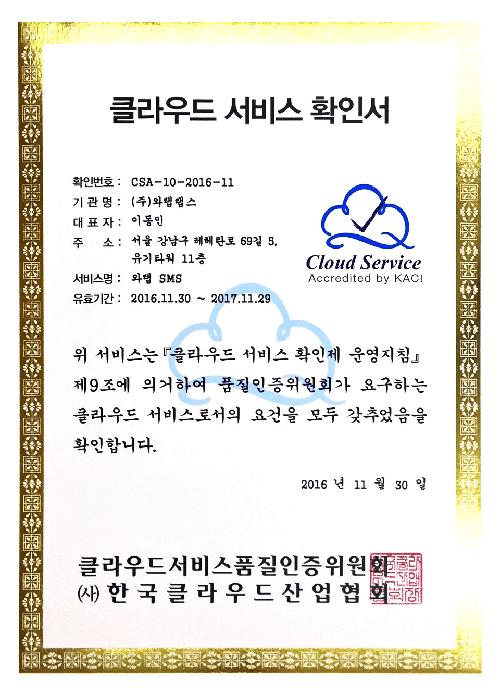 클라우드 서비스 확인서
확인번호 : CSA-10-2016-11
기 관 명 : (주)와탭랩스
대 표 자 : 이동인
주 소 : 서울 강남구 테헤란로 69길 5,
유기타워 11층
서비스명 : 와탭 SMS
유효기간 : 2016.11.30 ~ 2017.11.29
Cloud Service
Accredited by KACI
위 서비스는 『클라우드 서비스 확인제 운영지침』
제9조에 의거하여 품질인증위원회가 요구하는
클라우드 서비스로서의 요건을 모두 갖추었음을
확인합니다.
2016 년 11 월 30 일
클라우드서비스품질인증위원회
(사) 한국클라우드산업협회